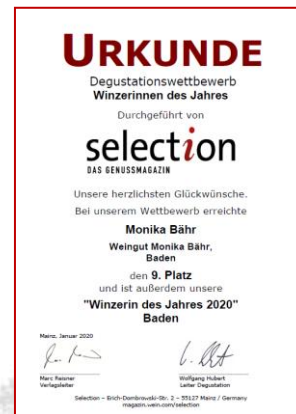 URKUNDE
Degustationswettbewerb
Winzerinnen des Jahres
Durchgeführt von
selection
DAS GENUSSMAGAZIN
Unsere herzlichsten Glückwünsche.
Bei unserem Wettbewerb erreichte
Monika Bähr
Weingut Monika Bähr,
Baden
den 9. Platz
und ist außerdem unsere
"Winzerin des Jahres 2020"
Baden
Mainz, Januar 2020
Marc Reisner
Verlagsleiter
Wolfgang Hubert
Leiter Degustation
Selection – Erich-Dombrowski-Str. 2 – 55127 Mainz / Germany
magazin.wein.com/selection